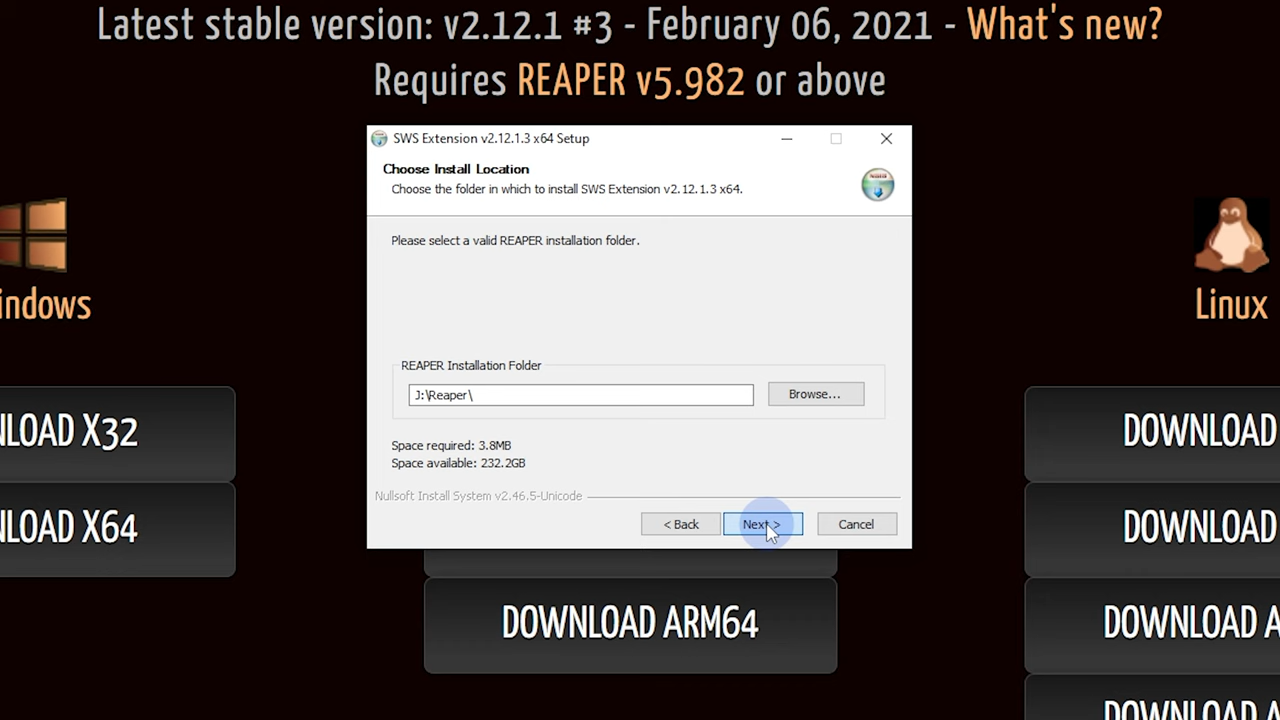 Latest stable version: v2.12.1 #3 - February 06, 2021 - What's new?
Requires REAPER v5.982 or above
SWS Extension v2.12.1.3 x64 Setup
Choose Install Location
Choose the folder in which to install SWS Extension v2.12.1.3 x64.
Please select a valid REAPER installation folder.
indows
Linux
REAPER Installation Folder
J:\Reaper\
Browse...
NLOAD X32
DOWNLOAD
Space required: 3.8MB
Space available: 232.2GB
Nullsoft Install System v2.46.5-Unicode
< Back
Next >
Cancel
NLOAD X64
DOWNLOAD
DOWNLOAD ARM64
DOWNLOAD A
DOWNLOAD A